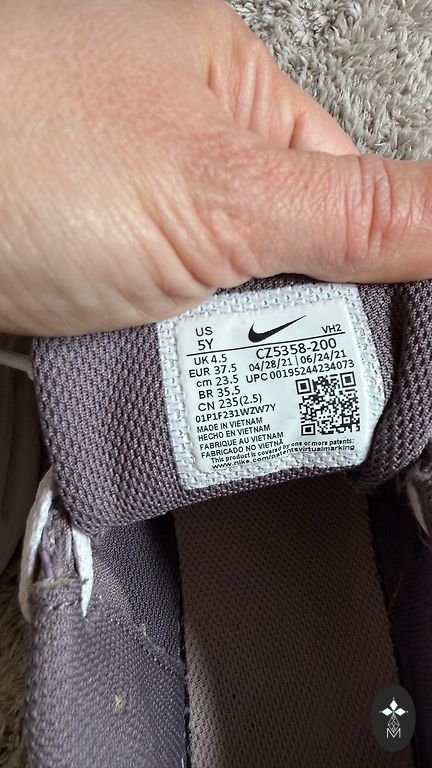 US
5Y
VH2
UK 4.5
CZ5358-200
EUR 37.5
04/28/21 06/24/21
cm 23.5
UPC 00195244234073
BR 35.5
CN 235(2.5)
01P1F231WZW7Y
MADE IN VIETNAM
HECHO EN VIETNAM
FABRIQUE AU VIETNAM
FABRICADO NO VIETNÃ
This product is covered by one or more patents:
www.nike.com/patentsvirtualmarking
M